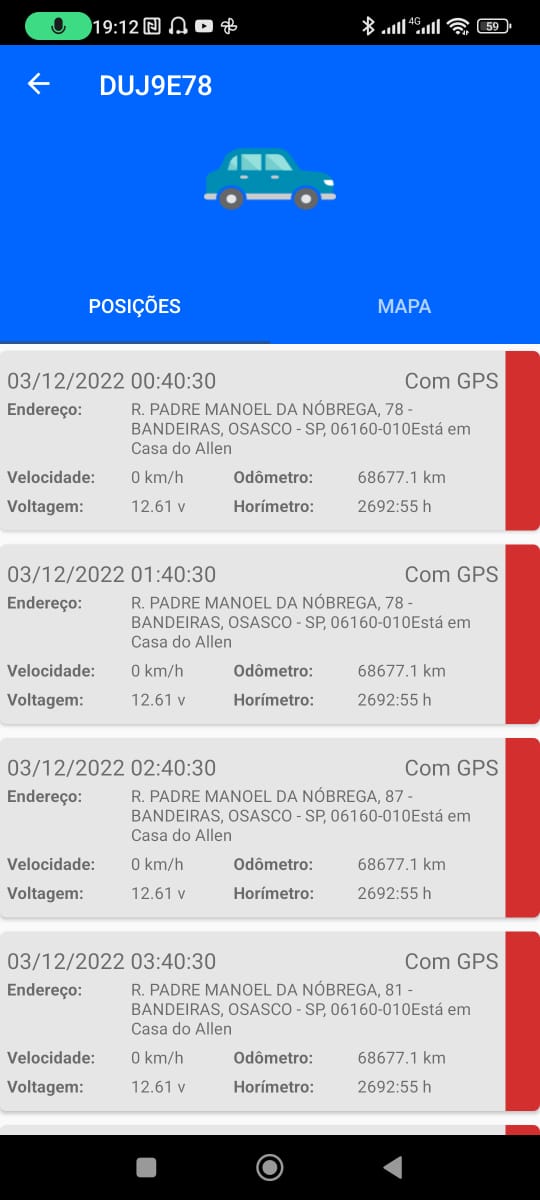 19:12 4G 59
DUJ9E78
POSIÇÕES MAPA
03/12/2022 00:40:30 Com GPS
Endereço: R. PADRE MANOEL DA NÓBREGA, 78 -
BANDEIRAS, OSASCO - SP, 06160-010Está em
Casa do Allen
Velocidade: 0 km/h Odômetro: 68677.1 km
Voltagem: 12.61 v Horímetro: 2692:55 h
03/12/2022 01:40:30 Com GPS
Endereço: R. PADRE MANOEL DA NÓBREGA, 78 -
BANDEIRAS, OSASCO - SP, 06160-010Está em
Casa do Allen
Velocidade: 0 km/h Odômetro: 68677.1 km
Voltagem: 12.61 v Horímetro: 2692:55 h
03/12/2022 02:40:30 Com GPS
Endereço: R. PADRE MANOEL DA NÓBREGA, 87 -
BANDEIRAS, OSASCO - SP, 06160-010Está em
Casa do Allen
Velocidade: 0 km/h Odômetro: 68677.1 km
Voltagem: 12.61 v Horímetro: 2692:55 h
03/12/2022 03:40:30 Com GPS
Endereço: R. PADRE MANOEL DA NÓBREGA, 81 -
BANDEIRAS, OSASCO - SP, 06160-010Está em
Casa do Allen
Velocidade: 0 km/h Odômetro: 68677.1 km
Voltagem: 12.61 v Horímetro: 2692:55 h